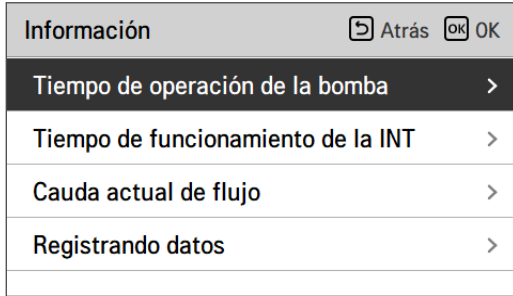 Información Atrás OK OK
Tiempo de operación de la bomba >
Tiempo de funcionamiento de la INT >
Cauda actual de flujo >
Registrando datos >